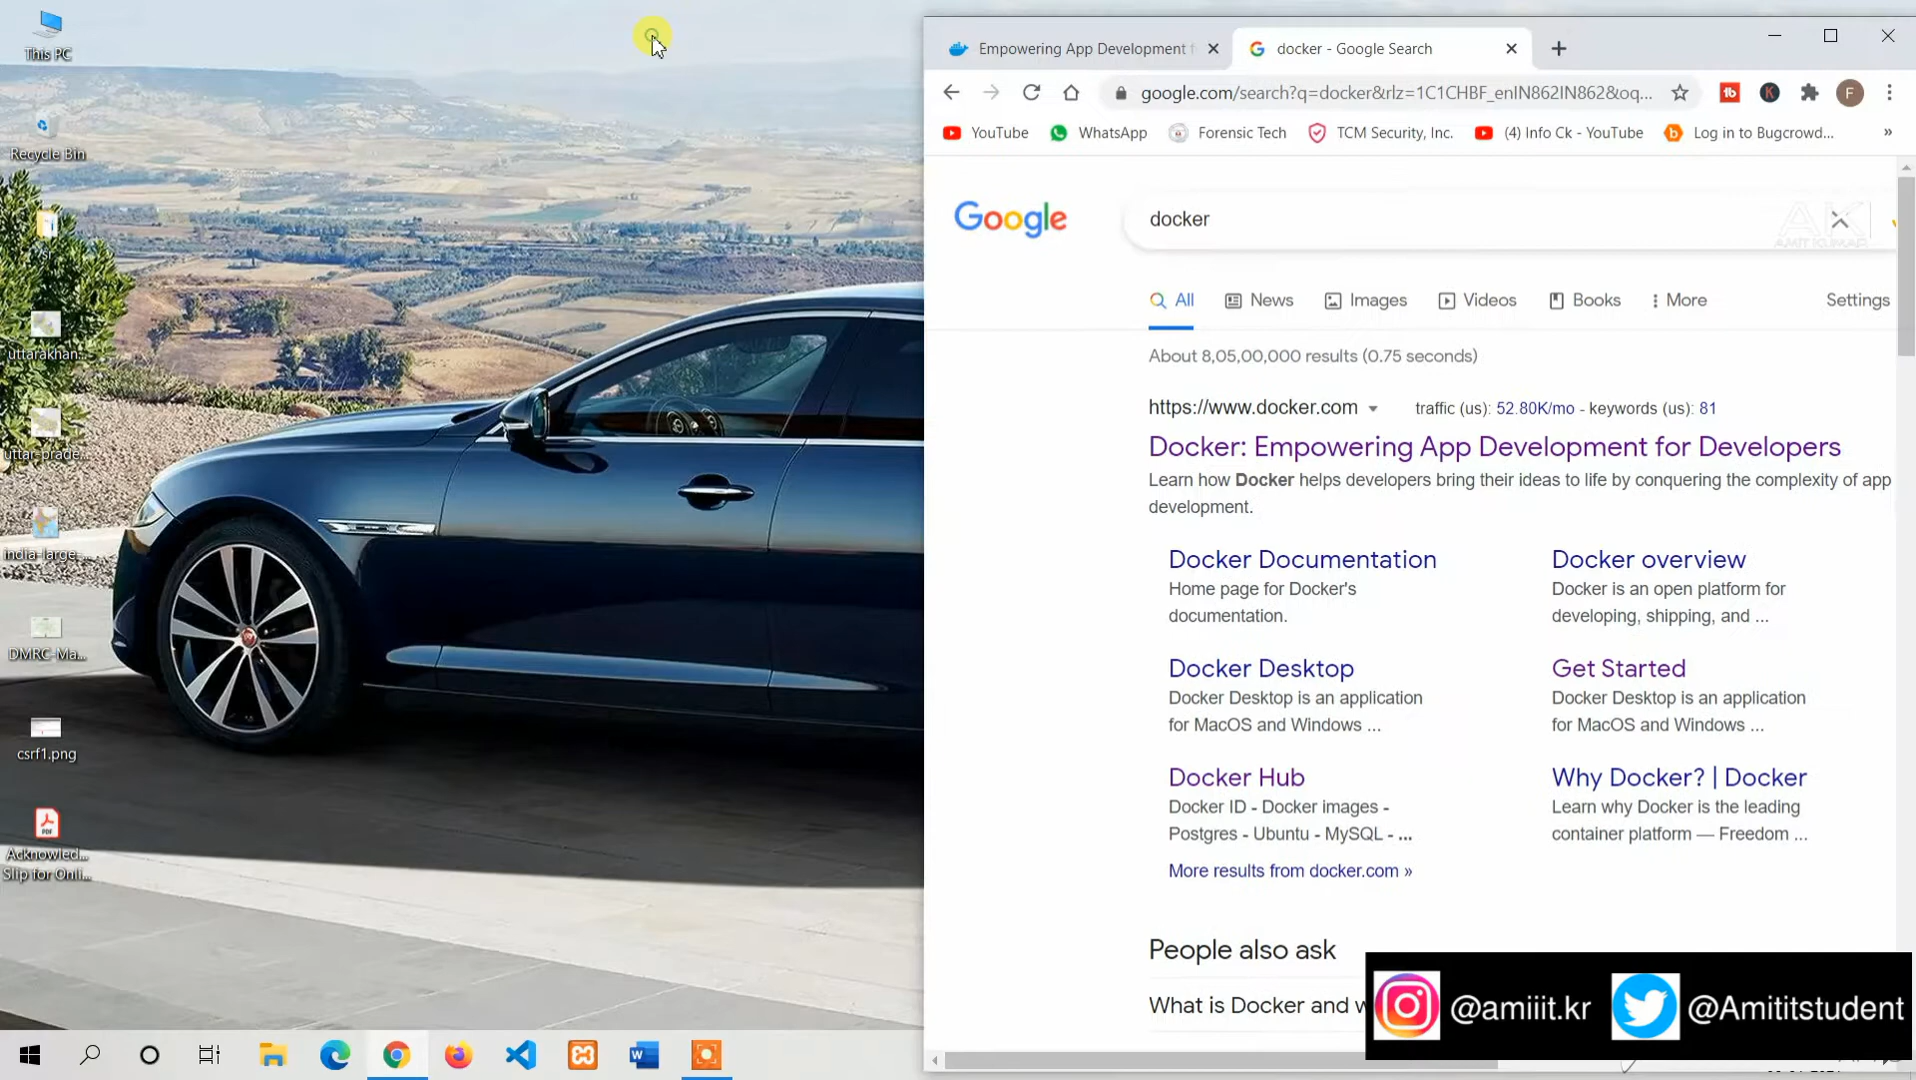 This PC
Recycle Bin
sr
uttarakhan...
uttar-prade...
india-large-...
DMRC-Ma...
csrf1.png
PDF
Acknowled...
Slip for Onli...
Empowering App Development f
docker - Google Search
google.com/search?q=docker&rlz=1C1CHBF_enIN862IN862&oq...
tb
K
F
YouTube
WhatsApp
Forensic Tech
TCM Security, Inc.
(4) Info Ck - YouTube
Log in to Bugcrowd...
»
Google
docker
AK
AMIT KUMAR
All
News
Images
Videos
Books
More
Settings
About 8,05,00,000 results (0.75 seconds)
https://www.docker.com
traffic (us): 52.80K/mo - keywords (us): 81
Docker: Empowering App Development for Developers
Learn how Docker helps developers bring their ideas to life by conquering the complexity of app
development.
Docker Documentation
Home page for Docker's
documentation.
Docker overview
Docker is an open platform for
developing, shipping, and ...
Docker Desktop
Docker Desktop is an application
for MacOS and Windows ...
Get Started
Docker Desktop is an application
for MacOS and Windows ...
Docker Hub
Docker ID - Docker images -
Postgres - Ubuntu - MySQL - ...
Why Docker? | Docker
Learn why Docker is the leading
container platform — Freedom ...
More results from docker.com »
People also ask
What is Docker and w
@amiiit.kr
@Amititstudent